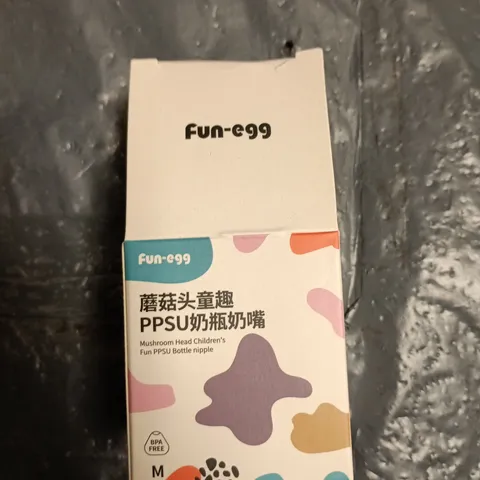 Fun-egg
Fun-egg
蘑菇头童趣
PPSU奶瓶奶嘴
Mushroom Head Children's
Fun PPSU Bottle nipple
BPA
FREE
M